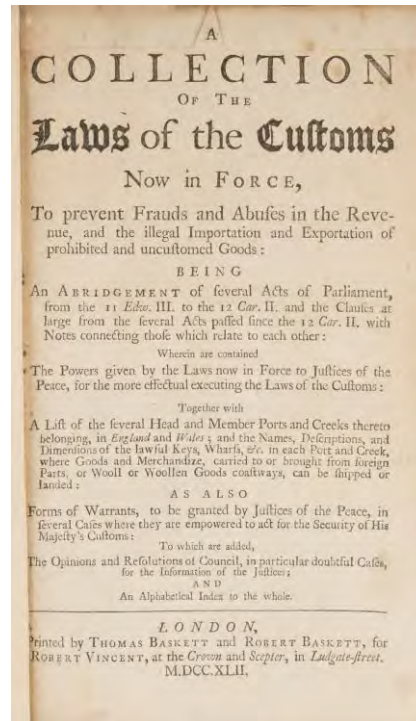 A
COLLECTION
OF THE
Laws of the Cuſtoms
Now in FORCE,
To prevent Frauds and Abuſes in the Reve-
nue, and the illegal Importation and Exportation of
prohibited and uncuſtomed Goods:
BEING
An ABRIDGEMENT of ſeveral Acts of Parliament,
from the 11 Edw. III. to the 12 Car. II. and the Clauſes at
large from the ſeveral Acts paſſed ſince the 12 Car. II. with
Notes connecting thoſe which relate to each other:
Wherein are contained
The Powers given by the Laws now in Force to Juſtices of the
Peace, for the more effectual executing the Laws of the Cuſtoms:
Together with
A Liſt of the ſeveral Head and Member Ports and Creeks thereto
belonging, in England and Wales; and the Names, Deſcriptions, and
Dimenſions of the lawful Keys, Wharfs, &c. in each Port and Creek,
where Goods and Merchandize, carried to or brought from foreign
Parts, or Wooll or Woollen Goods coaſtways, can be ſhipped or
landed:
AS ALSO
Forms of Warrants, to be granted by Juſtices of the Peace, in
ſeveral Caſes where they are empowered to act for the Security of His
Majeſty's Cuſtoms:
To which are added,
The Opinions and Reſolutions of Council, in particular doubtful Caſes,
for the Information of the Juſtices;
AND
An Alphabetical Index to the whole.
LONDON,
Printed by THOMAS BASKETT and ROBERT BASKETT, for
ROBERT VINCENT, at the Crown and Scepter, in Ludgate-ſtreet.
M.DCC.XLII.